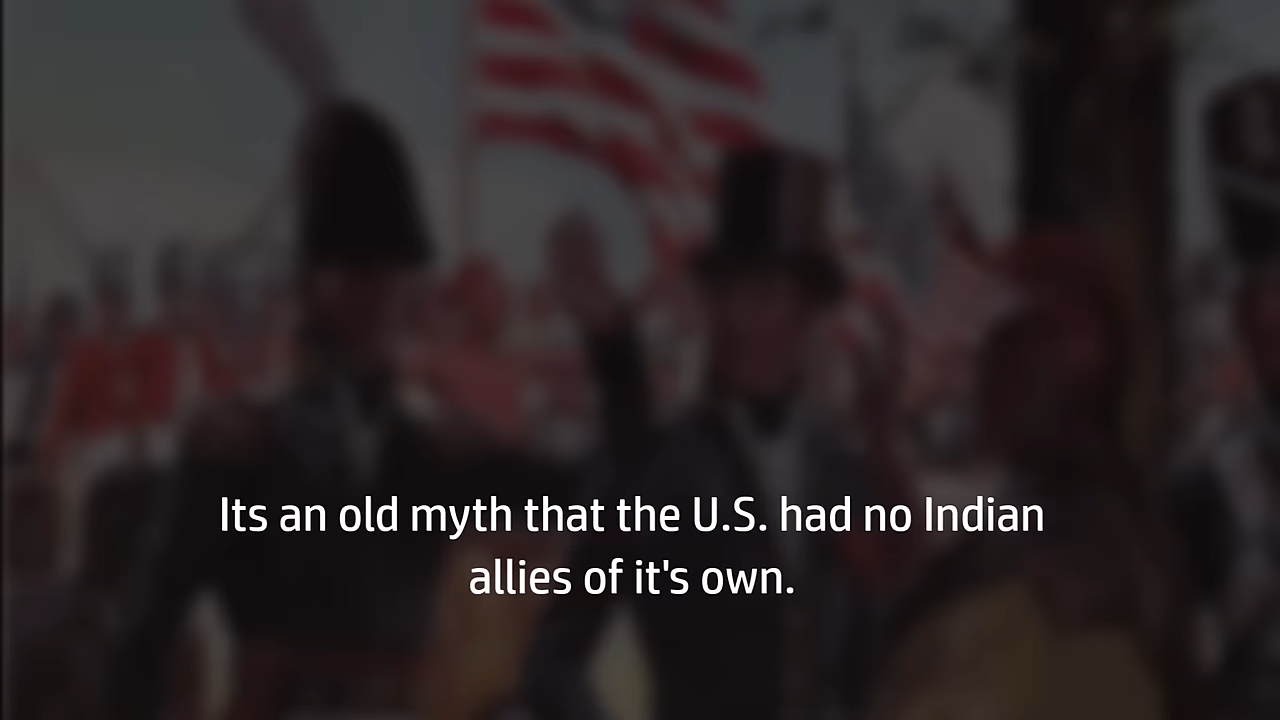 Its an old myth that the U.S. had no Indian
allies of it's own.